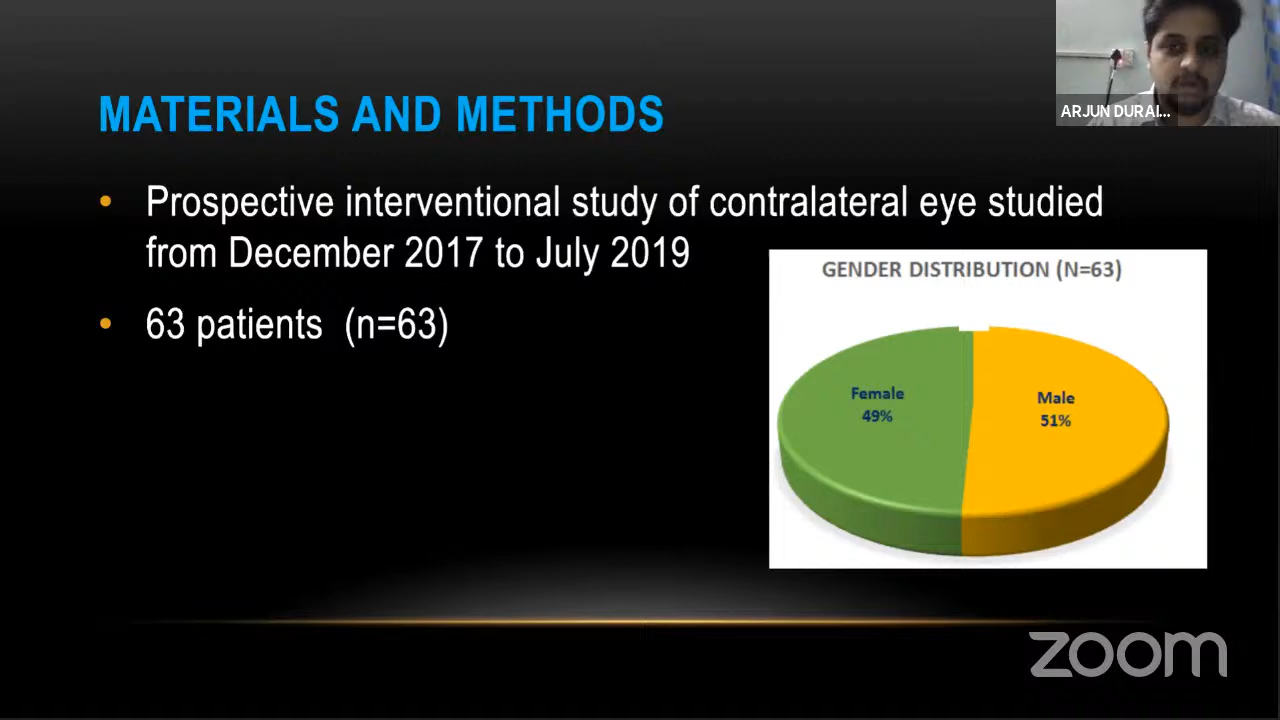 ARJUN DURAI...
MATERIALS AND METHODS
• Prospective interventional study of contralateral eye studied
from December 2017 to July 2019
• 63 patients (n=63)
GENDER DISTRIBUTION (N=63)
Female
49%
Male
51%
zoom